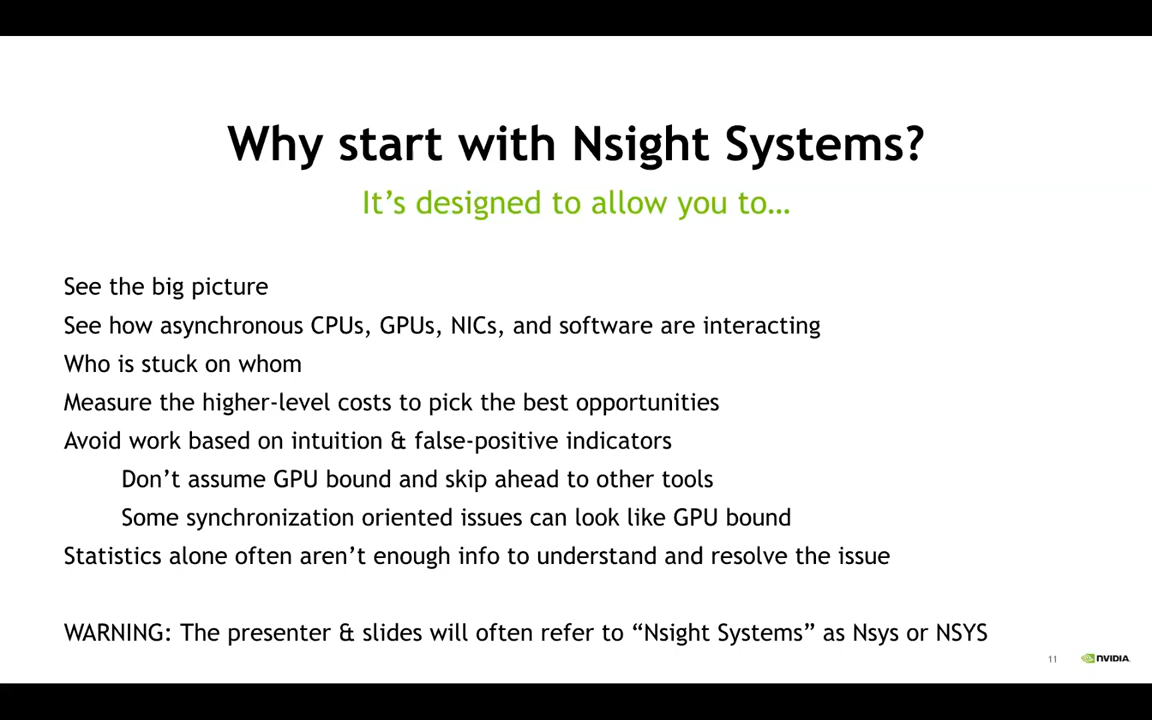 Why start with Nsight Systems?
It’s designed to allow you to…
See the big picture
See how asynchronous CPUs, GPUs, NICs, and software are interacting
Who is stuck on whom
Measure the higher-level costs to pick the best opportunities
Avoid work based on intuition & false-positive indicators
Don’t assume GPU bound and skip ahead to other tools
Some synchronization oriented issues can look like GPU bound
Statistics alone often aren’t enough info to understand and resolve the issue
WARNING: The presenter & slides will often refer to “Nsight Systems” as Nsys or NSYS
11 NVIDIA.